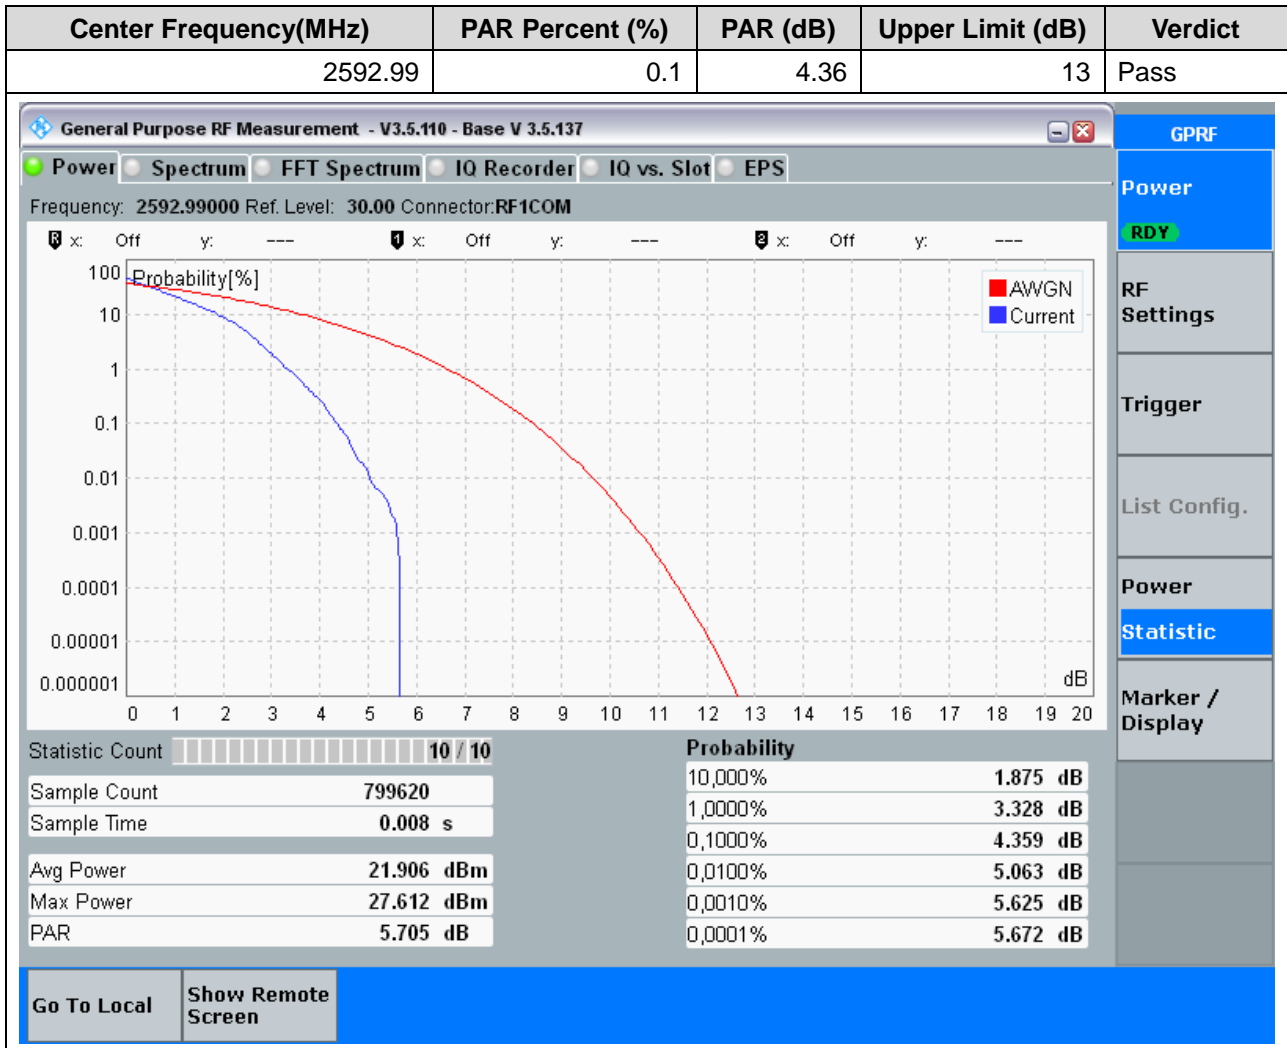 Center Frequency(MHz) PAR Percent (%) PAR (dB) Upper Limit (dB) Verdict
2592.99 0.1 4.36 13 Pass
General Purpose RF Measurement - V3.5.110 - Base V 3.5.137
GPRF
Power Spectrum FFT Spectrum IQ Recorder IQ vs. Slot EPS
Power
RDY
Frequency: 2592.99000 Ref. Level: 30.00 Connector:RF1COM
R x: Off y: --- 1 x: Off y: --- 2 x: Off y: ---
Probability[%]
AWGN
Current
100
10
1
0.1
0.01
0.001
0.0001
0.00001
0.000001
dB
0 1 2 3 4 5 6 7 8 9 10 11 12 13 14 15 16 17 18 19 20
RF
Settings
Trigger
List Config.
Power
Statistic
Marker /
Display
Statistic Count 10 / 10
Sample Count 799620
Sample Time 0.008 s
Avg Power 21.906 dBm
Max Power 27.612 dBm
PAR 5.705 dB
Probability
10,000% 1.875 dB
1,0000% 3.328 dB
0,1000% 4.359 dB
0,0100% 5.063 dB
0,0010% 5.625 dB
0,0001% 5.672 dB
Go To Local
Show Remote
Screen